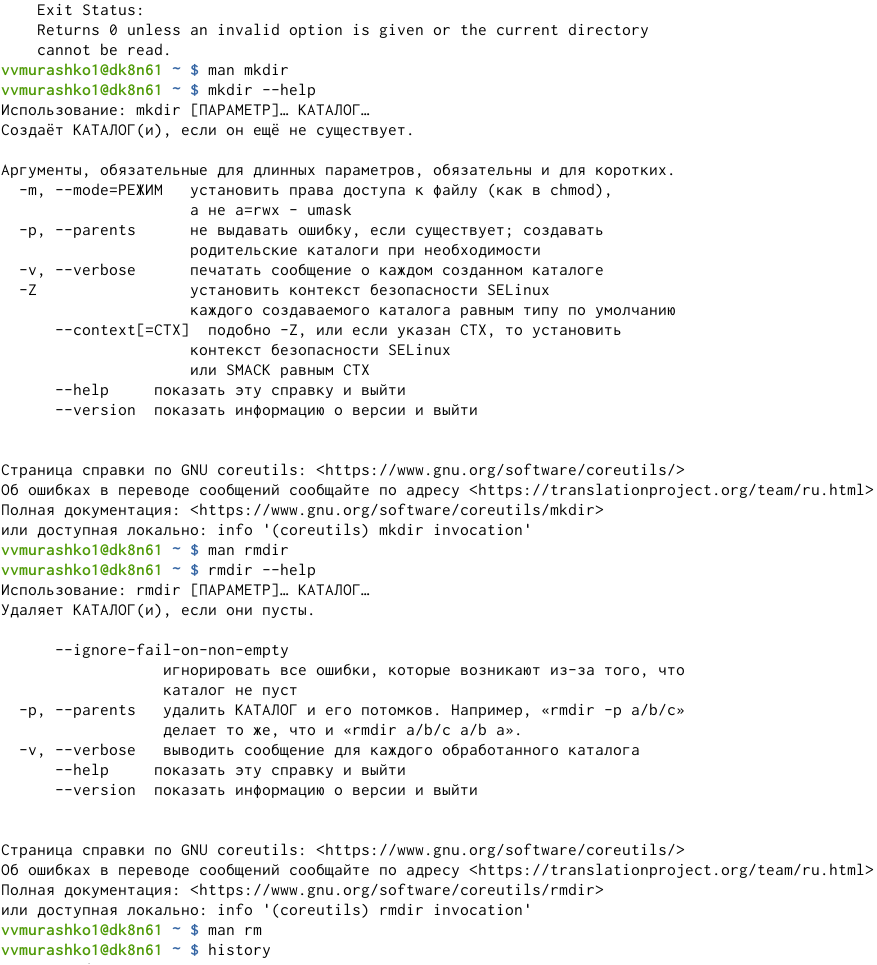 Exit Status:
Returns 0 unless an invalid option is given or the current directory
cannot be read.
vvmurashko1@dk8n61 ~ $ man mkdir
vvmurashko1@dk8n61 ~ $ mkdir --help
Использование: mkdir [ПАРАМЕТР]… КАТАЛОГ…
Создаёт КАТАЛОГ(и), если он ещё не существует.
Аргументы, обязательные для длинных параметров, обязательны и для коротких.
-m, --mode=РЕЖИМ   установить права доступа к файлу (как в chmod),
а не a=rwx - umask
-p, --parents      не выдавать ошибку, если существует; создавать
родительские каталоги при необходимости
-v, --verbose      печатать сообщение о каждом созданном каталоге
-Z                 установить контекст безопасности SELinux
каждого создаваемого каталога равным типу по умолчанию
--context[=CTX]  подобно -Z, или если указан CTX, то установить
контекст безопасности SELinux
или SMACK равным CTX
--help     показать эту справку и выйти
--version  показать информацию о версии и выйти
Страница справки по GNU coreutils: <https://www.gnu.org/software/coreutils/>
Об ошибках в переводе сообщений сообщайте по адресу <https://translationproject.org/team/ru.html>
Полная документация: <https://www.gnu.org/software/coreutils/mkdir>
или доступная локально: info '(coreutils) mkdir invocation'
vvmurashko1@dk8n61 ~ $ man rmdir
vvmurashko1@dk8n61 ~ $ rmdir --help
Использование: rmdir [ПАРАМЕТР]… КАТАЛОГ…
Удаляет КАТАЛОГ(и), если они пусты.
--ignore-fail-on-non-empty
игнорировать все ошибки, которые возникают из-за того, что
каталог не пуст
-p, --parents   удалить КАТАЛОГ и его потомков. Например, «rmdir -p a/b/c»
делает то же, что и «rmdir a/b/c a/b a».
-v, --verbose   выводить сообщение для каждого обработанного каталога
--help     показать эту справку и выйти
--version  показать информацию о версии и выйти
Страница справки по GNU coreutils: <https://www.gnu.org/software/coreutils/>
Об ошибках в переводе сообщений сообщайте по адресу <https://translationproject.org/team/ru.html>
Полная документация: <https://www.gnu.org/software/coreutils/rmdir>
или доступная локально: info '(coreutils) rmdir invocation'
vvmurashko1@dk8n61 ~ $ man rm
vvmurashko1@dk8n61 ~ $ history